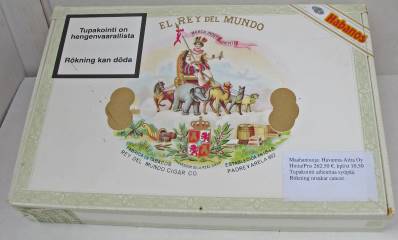 EL REY DEL MUNDO
Habanos
Tupakointi on
hengenvaarallista
Rökning kan döda
REY DEL MUNDO CIGAR CO.
PADRE VARELA 852
Maahantuoja: Havanna-Aitta Oy
Tupakointi aiheuttaa syöpää
Rökning orsakar cancer.